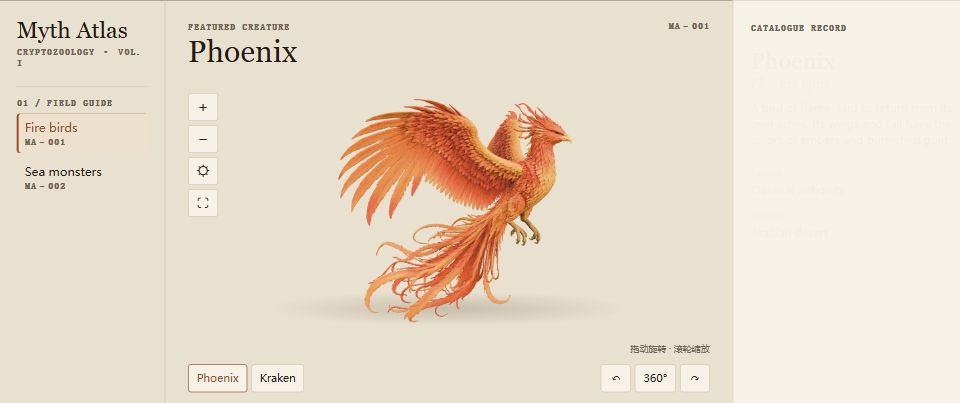 Myth Atlas
CRYPTOZOOLOGY - VOL.
I
01 / FIELD GUIDE
Fire birds
MA-001
Sea monsters
MA-002
FEATURED CREATURE
Phoenix
MA-001
+
−
拖动旋转 · 滚轮缩放
Phoenix
Kraken
↶
360°
↷
CATALOGUE RECORD
Phoenix